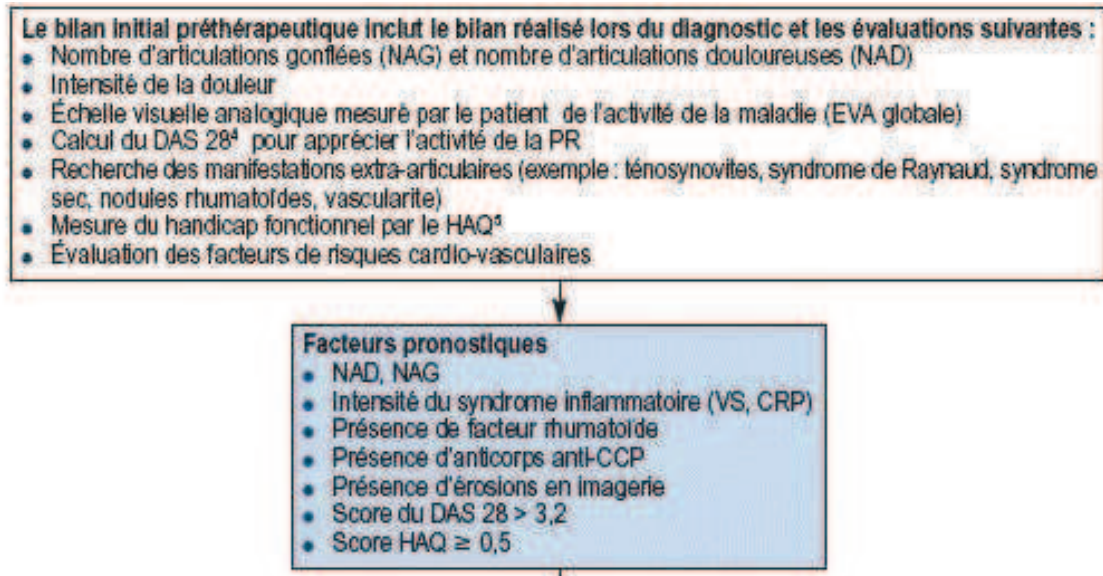 Le bilan initial préthérapeutique inclut le bilan réalisé lors du diagnostic et les évaluations suivantes :
• Nombre d'articulations gonflées (NAG) et nombre d'articulations douloureuses (NAD)
• Intensité de la douleur
• Échelle visuelle analogique mesuré par le patient de l'activité de la maladie (EVA globale)
• Calcul du DAS 28⁴ pour apprécier l'activité de la PR
• Recherche des manifestations extra-articulaires (exemple : ténosynovites, syndrome de Raynaud, syndrome
sec, nodules rhumatoïdes, vascularite)
• Mesure du handicap fonctionnel par le HAQ⁵
• Évaluation des facteurs de risques cardio-vasculaires
Facteurs pronostiques
• NAD, NAG
• Intensité du syndrome inflammatoire (VS, CRP)
• Présence de facteur rhumatoïde
• Présence d'anticorps anti-CCP
• Présence d'érosions en imagerie
• Score du DAS 28 > 3,2
• Score HAQ ≥ 0,5